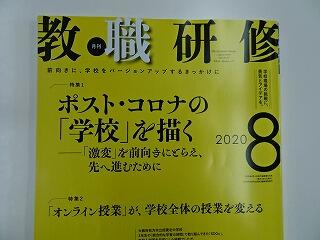 月刊
教職研修
前向きに、学校をバージョンアップするきっかけに
特集1
ポスト・コロナの
「学校」を描く
──「激変」を前向きにとらえ、
先へ進むために
2020
8
特集2
「オンライン授業」が、学校全体の授業を変える